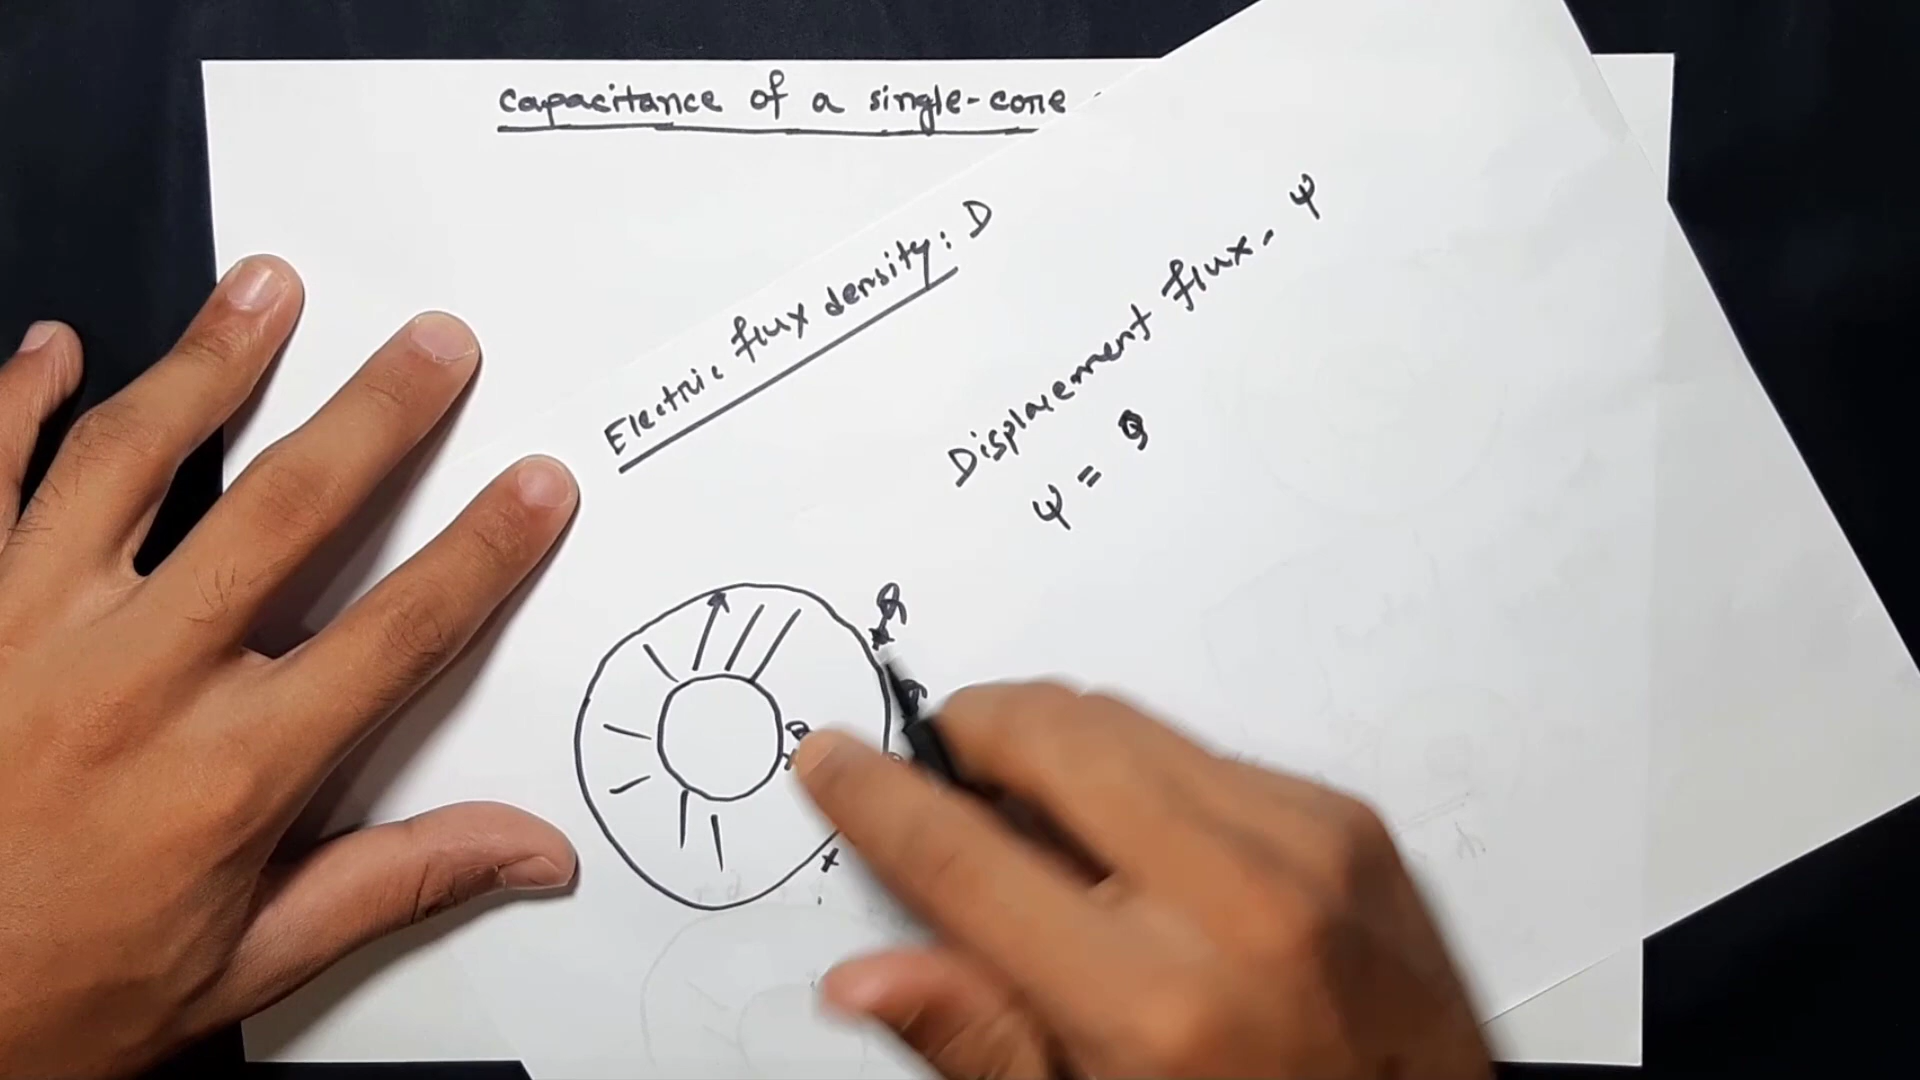 Capacitance of a single-core
Electric flux density: D
Displacement flux. ψ
ψ = Q
Q
Q
Q